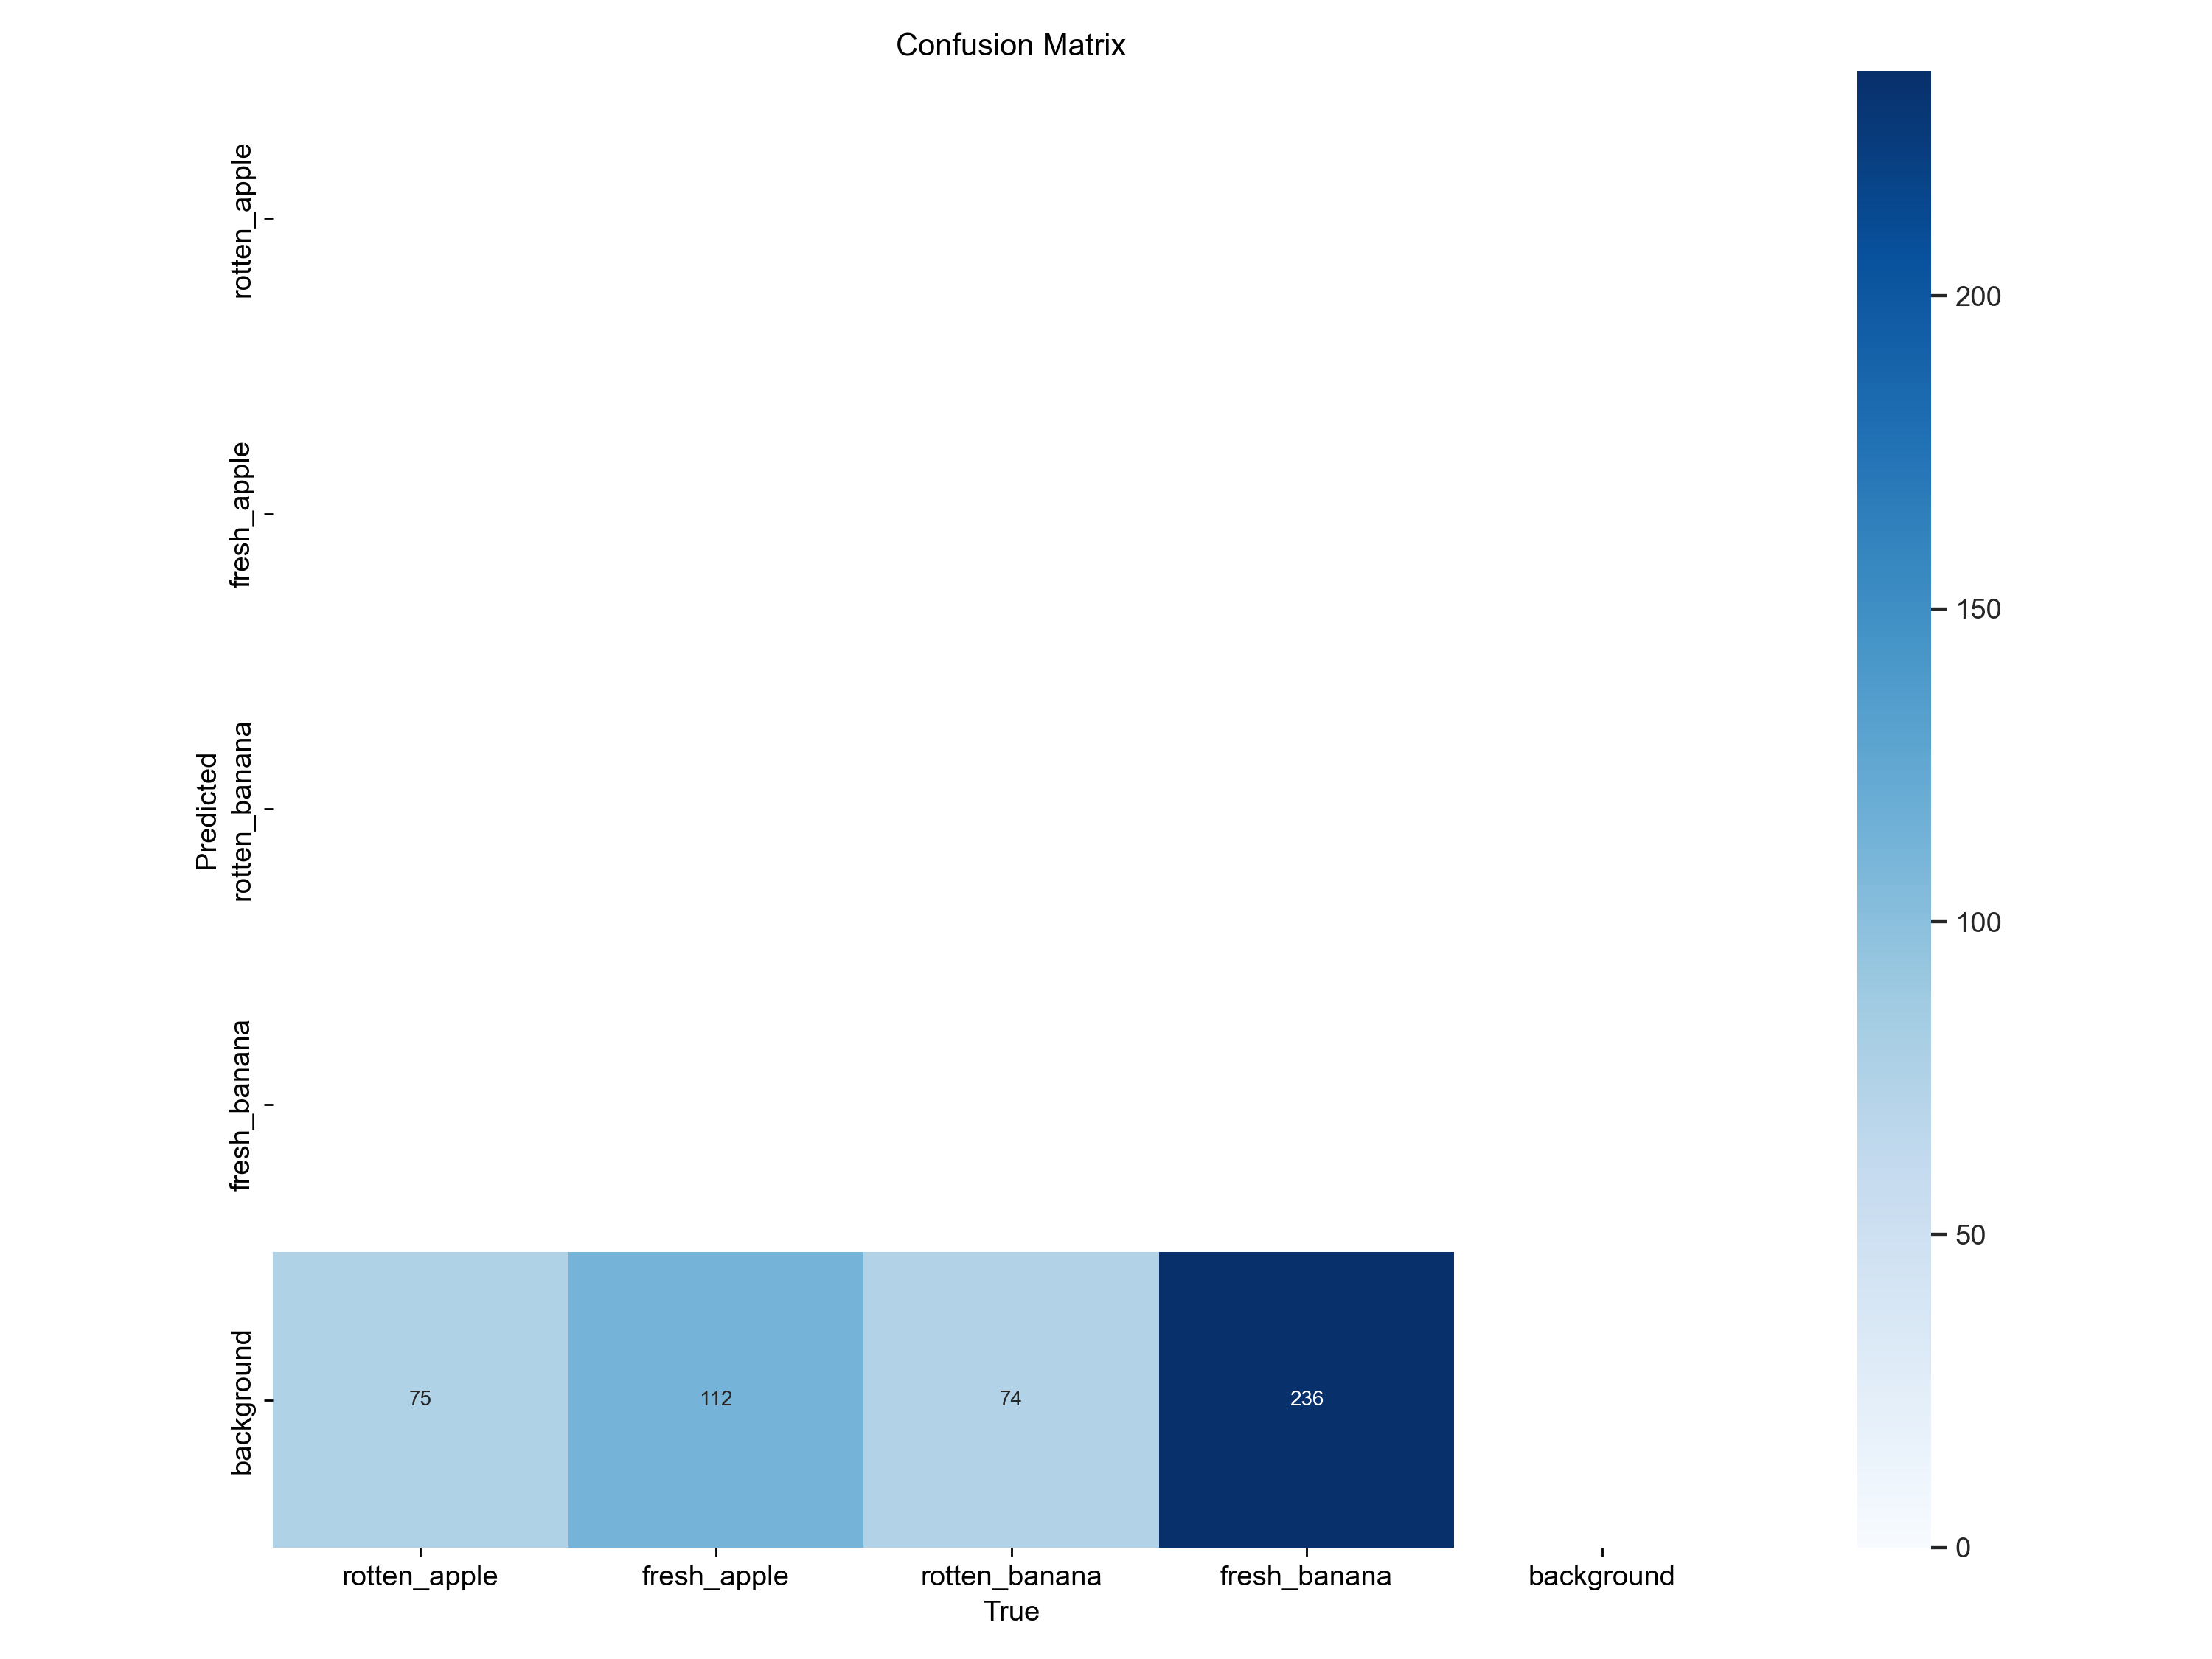 Confusion Matrix
rotten_apple
fresh_apple
rotten_banana
fresh_banana
background
Predicted
75
112
74
236
rotten_apple
fresh_apple
rotten_banana
fresh_banana
background
True
200
150
100
50
0